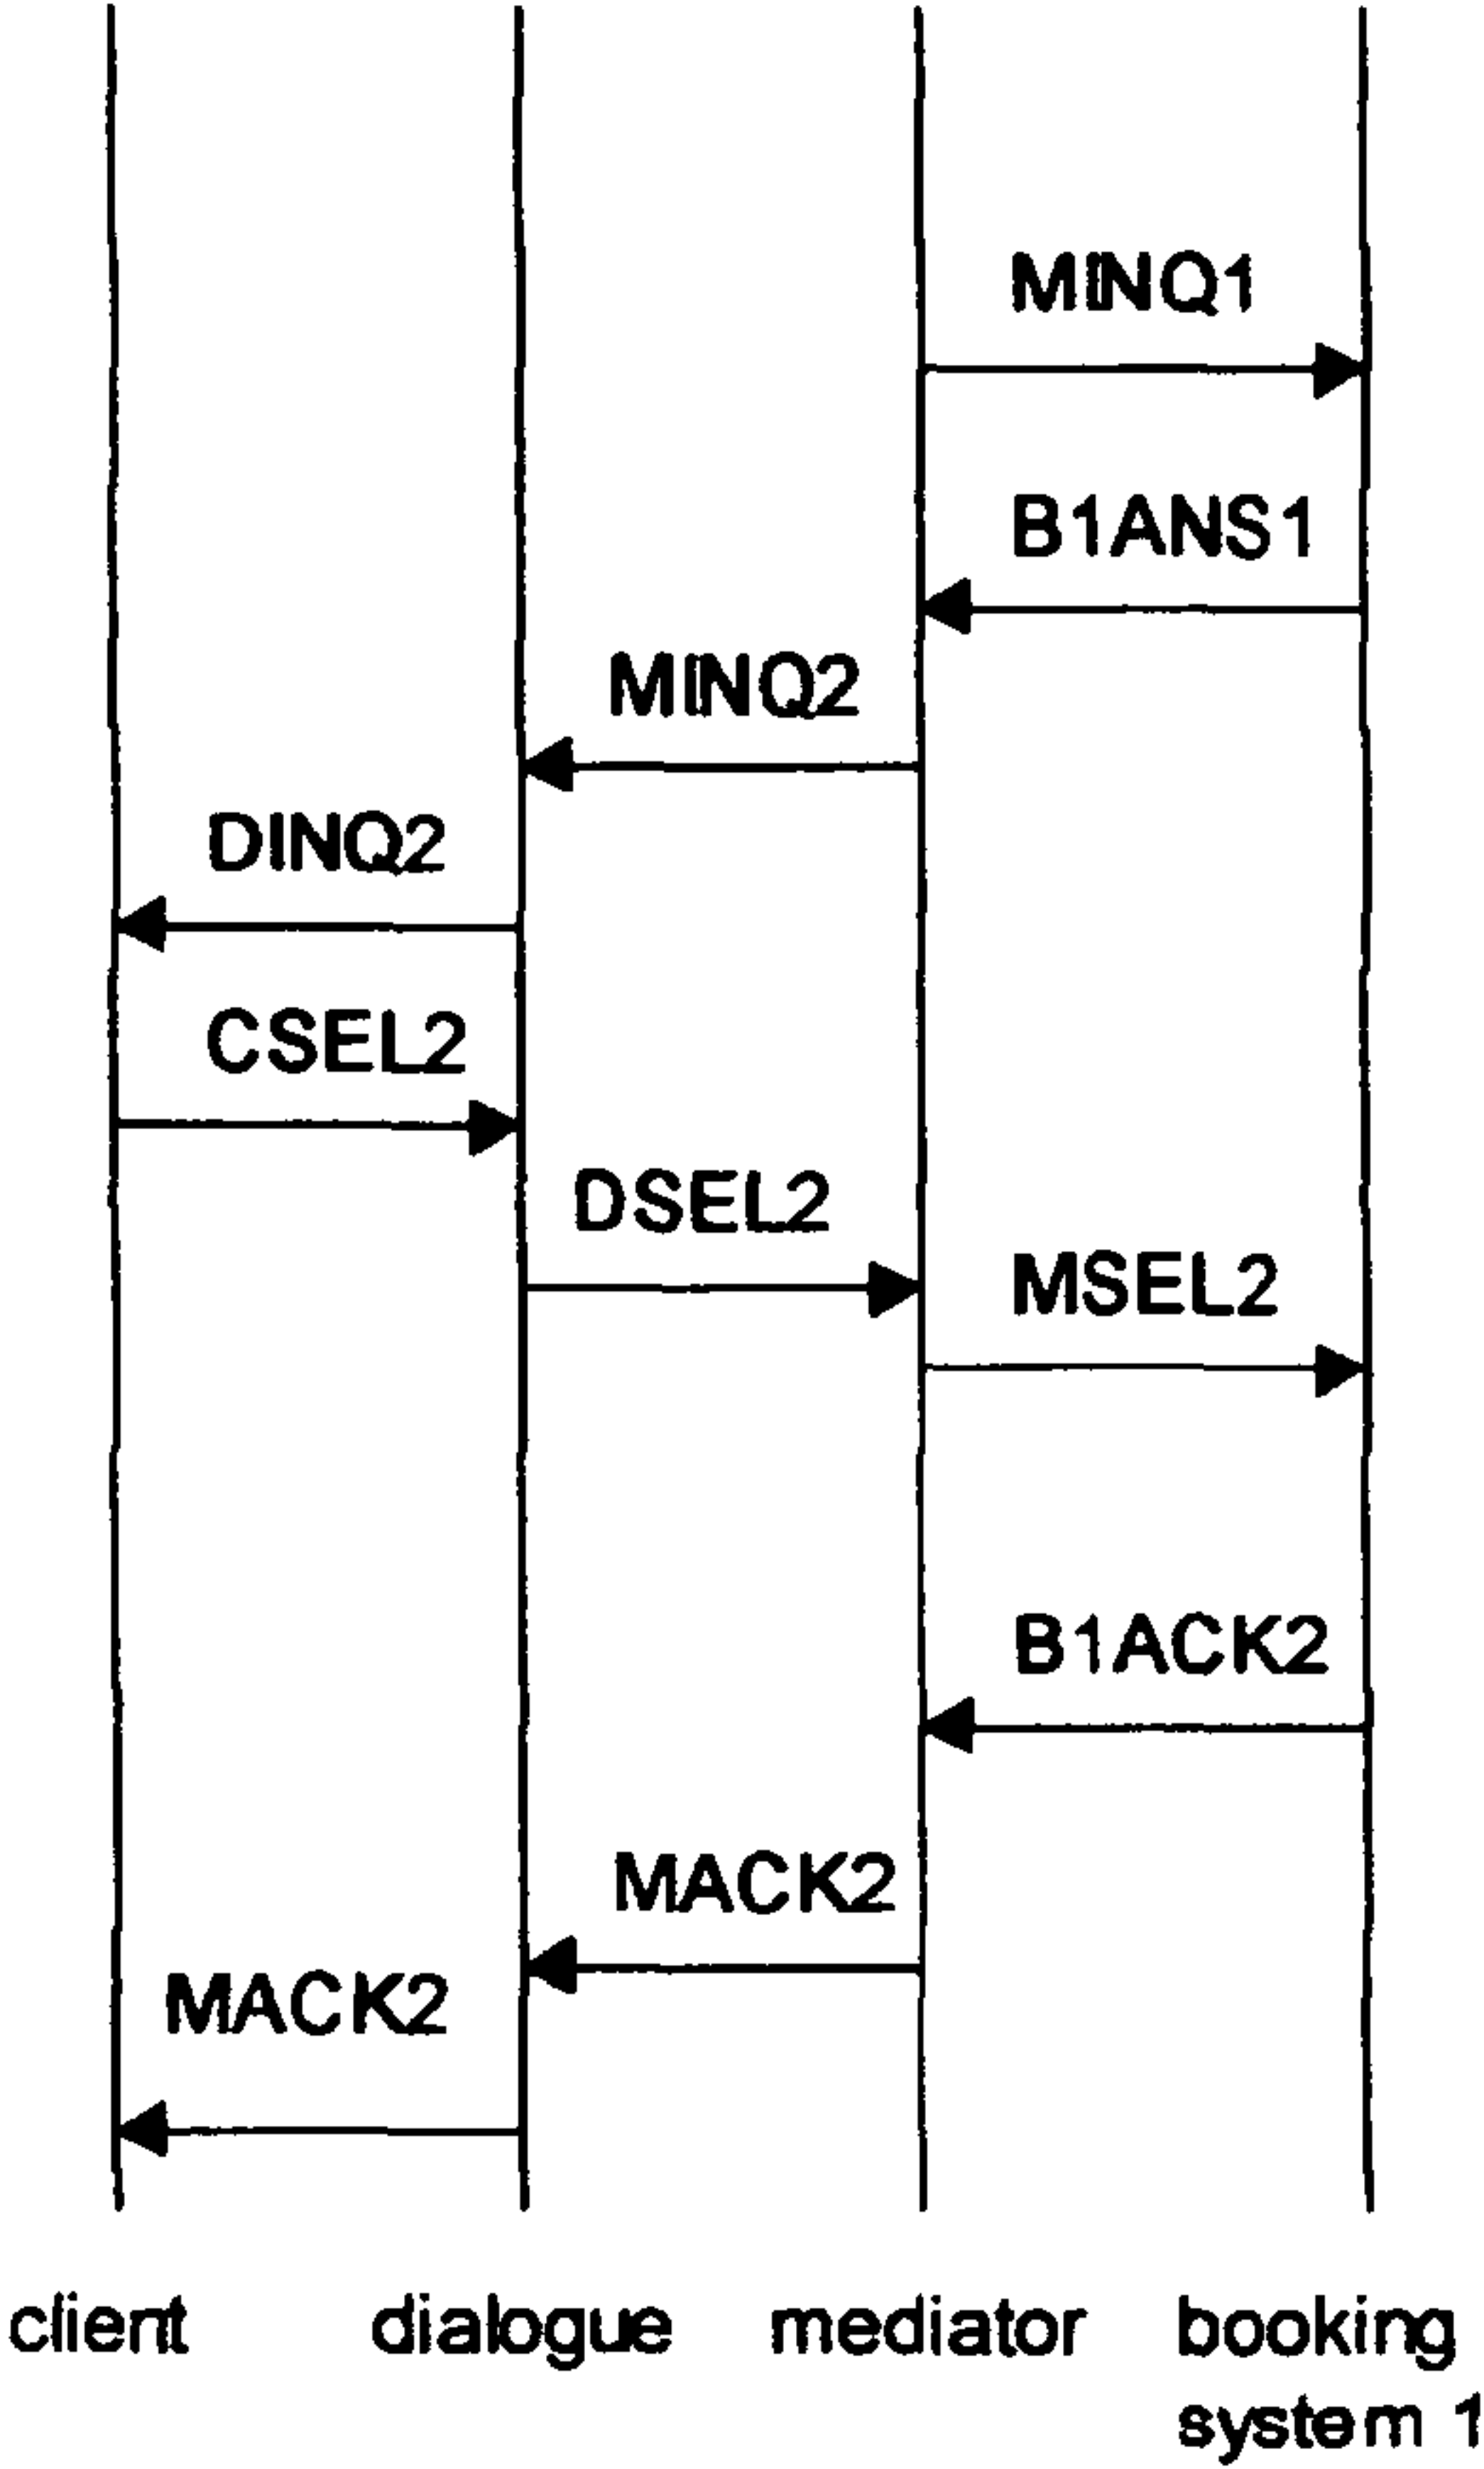 MINQ1
B1ANS1
MINQ2
DINQ2
CSEL2
DSEL2
MSEL2
B1ACK2
MACK2
MACK2
client dialogue mediator booking
system 1